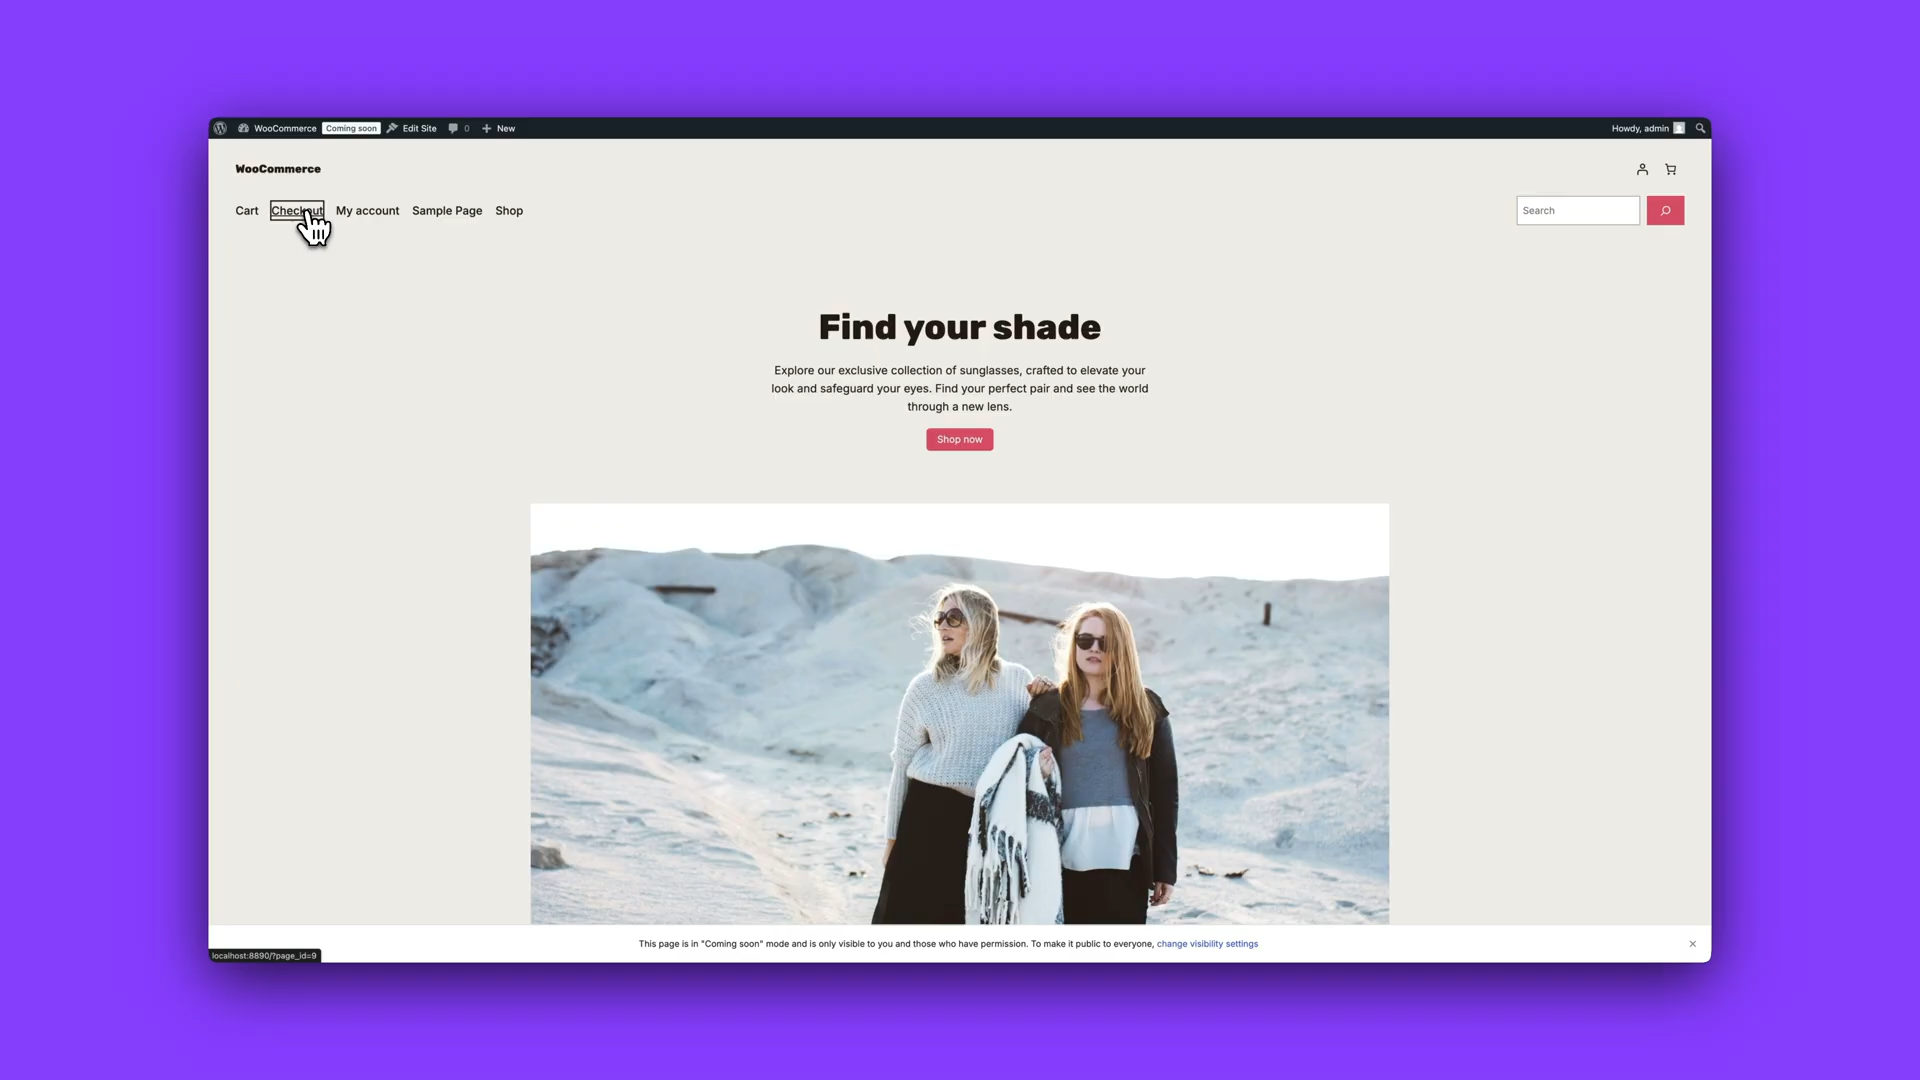 WooCommerce Coming soon Edit Site 0 New Howdy, admin
WooCommerce
Cart Checkout My account Sample Page Shop Search
Find your shade
Explore our exclusive collection of sunglasses, crafted to elevate your
look and safeguard your eyes. Find your perfect pair and see the world
through a new lens.
Shop now
This page is in "Coming soon" mode and is only visible to you and those who have permission. To make it public to everyone, change visibility settings
localhost:8890/?page_id=9